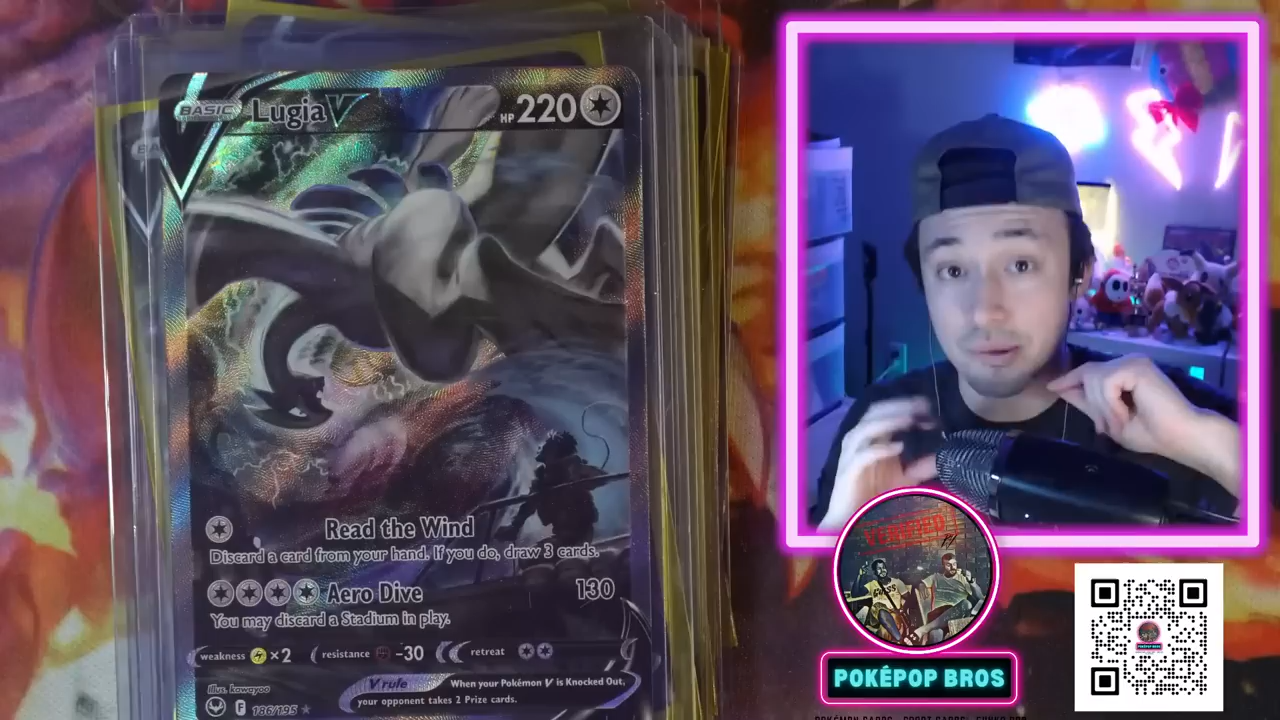 BASIC Lugia V HP 220
BA
Read the Wind
Discard a card from your hand. If you do, draw 3 cards.
Aero Dive 130
You may discard a Stadium in play.
weakness ×2 resistance -30 retreat
V rule When your Pokémon V is Knocked Out,
your opponent takes 2 Prize cards.
Illus. kawayoo
F 186/195 ★
VERIFIED
POKÉPOP BROS